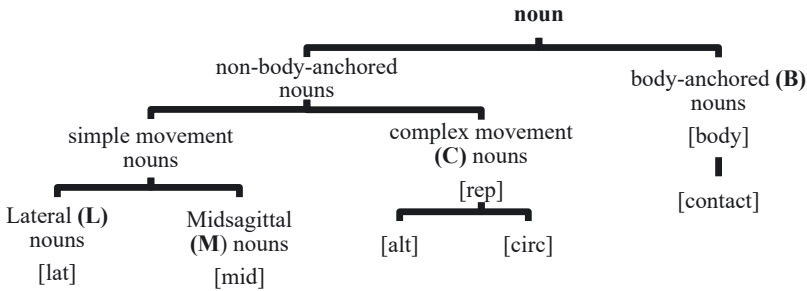 noun
non-body-anchored
nouns
body-anchored (B)
nouns
[body]
[contact]
simple movement
nouns
complex movement
(C) nouns
[rep]
[alt]
[circ]
Lateral (L)
nouns
[lat]
Midsagittal
(M) nouns
[mid]